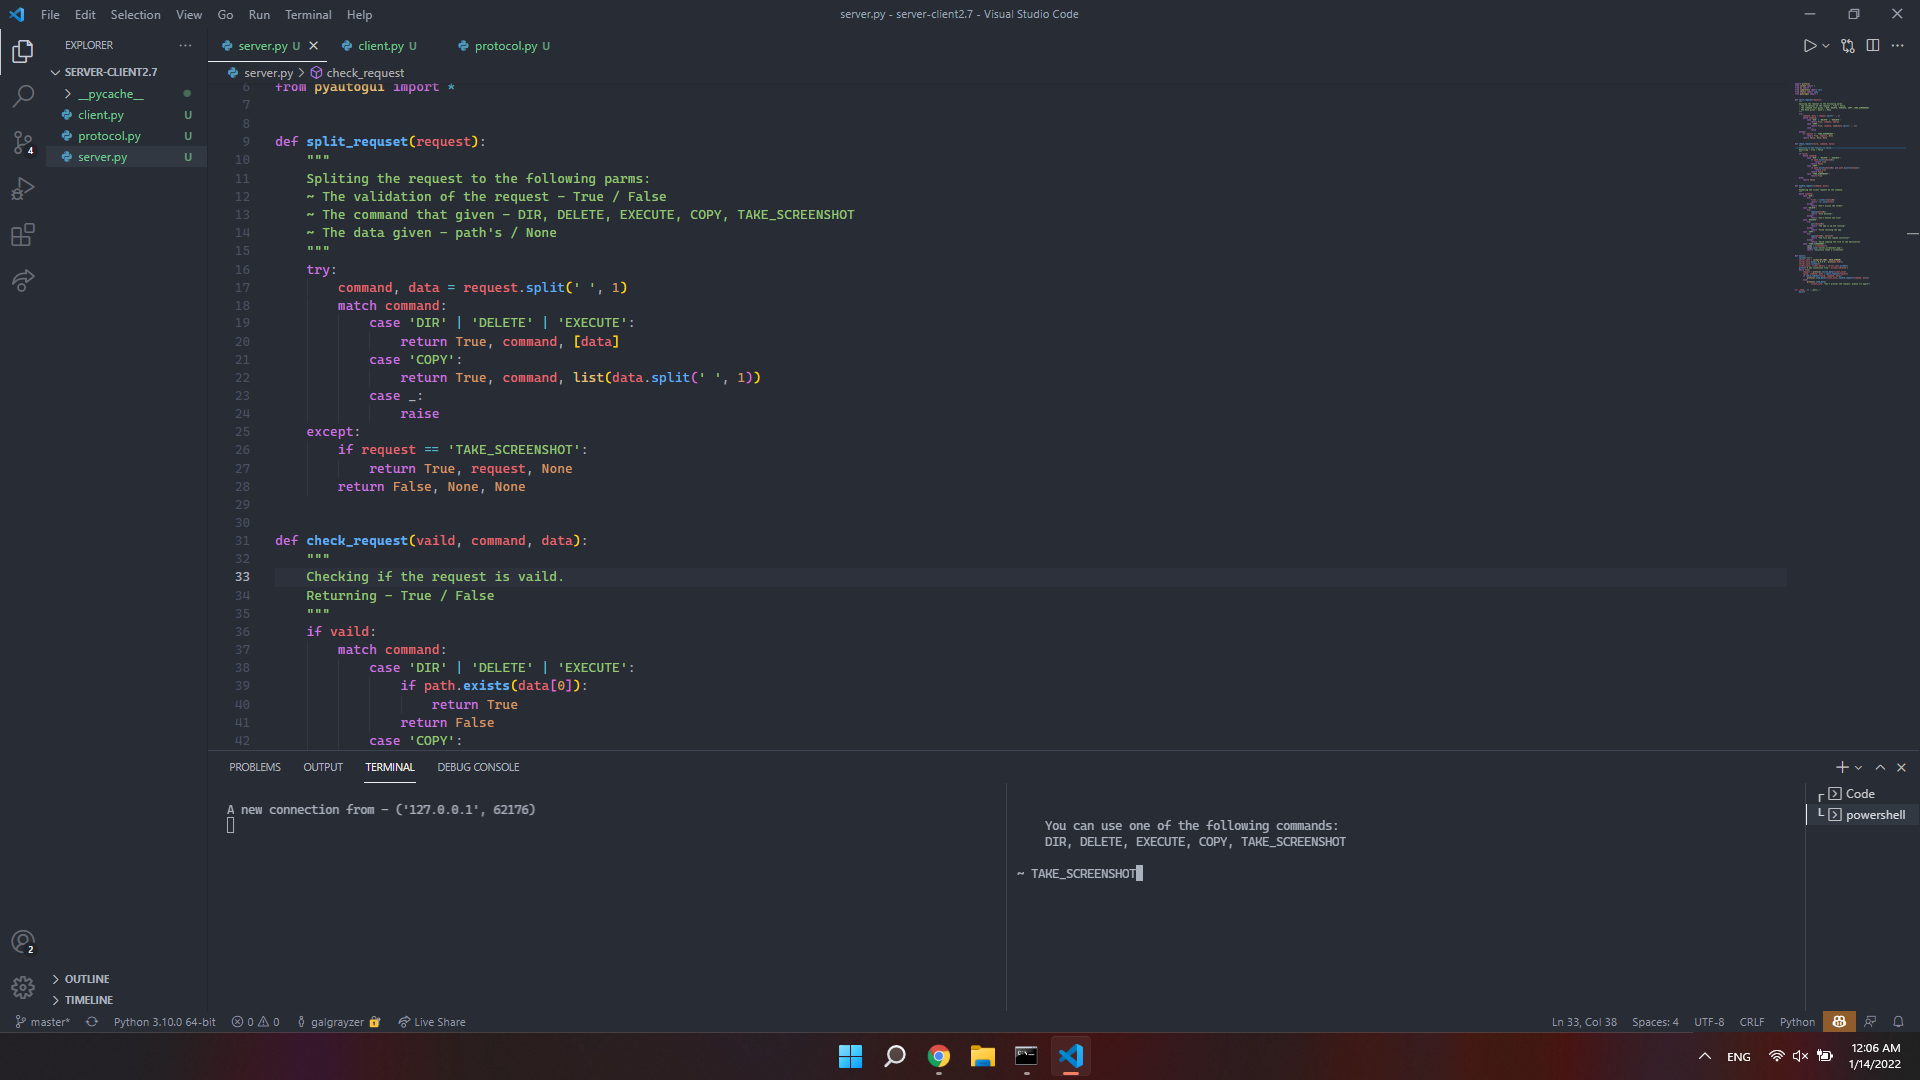 File Edit Selection View Go Run Terminal Help
server.py - server-client2.7 - Visual Studio Code
EXPLORER
SERVER-CLIENT2.7
__pycache__
client.py U
protocol.py U
server.py U
server.py U
client.py U
protocol.py U
server.py > check_request
6 from pyautogui import *
7
8
9 def split_requset(request):
10 """
11 Spliting the request to the following parms:
12 ~ The validation of the request - True / False
13 ~ The command that given - DIR, DELETE, EXECUTE, COPY, TAKE_SCREENSHOT
14 ~ The data given - path's / None
15 """
16 try:
17 command, data = request.split(' ', 1)
18 match command:
19 case 'DIR' | 'DELETE' | 'EXECUTE':
20 return True, command, [data]
21 case 'COPY':
22 return True, command, list(data.split(' ', 1))
23 case _:
24 raise
25 except:
26 if request == 'TAKE_SCREENSHOT':
27 return True, request, None
28 return False, None, None
29
30
31 def check_request(vaild, command, data):
32 """
33 Checking if the request is vaild.
34 Returning - True / False
35 """
36 if vaild:
37 match command:
38 case 'DIR' | 'DELETE' | 'EXECUTE':
39 if path.exists(data[0]):
40 return True
41 return False
42 case 'COPY':
PROBLEMS OUTPUT TERMINAL DEBUG CONSOLE
A new connection from - ('127.0.0.1', 62176)
You can use one of the following commands:
DIR, DELETE, EXECUTE, COPY, TAKE_SCREENSHOT
~ TAKE_SCREENSHOT
Code
powershell
4
2
OUTLINE
TIMELINE
master* Python 3.10.0 64-bit 0 0 galgrayzer Live Share
Ln 33, Col 38 Spaces: 4 UTF-8 CRLF Python
ENG
12:06 AM
1/14/2022